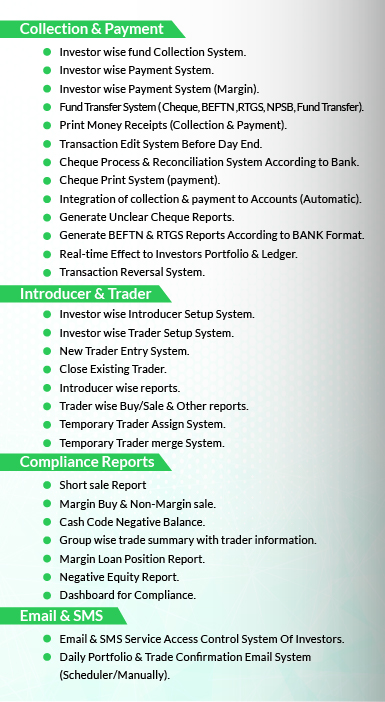 Collection & Payment
Investor wise fund Collection System.
Investor wise Payment System.
Investor wise Payment System (Margin).
Fund Transfer System ( Cheque, BEFTN ,RTGS, NPSB, Fund Transfer).
Print Money Receipts (Collection & Payment).
Transaction Edit System Before Day End.
Cheque Process & Reconciliation System According to Bank.
Cheque Print System (payment).
Integration of collection & payment to Accounts (Automatic).
Generate Unclear Cheque Reports.
Generate BEFTN & RTGS Reports According to BANK Format.
Real-time Effect to Investors Portfolio & Ledger.
Transaction Reversal System.
Introducer & Trader
Investor wise Introducer Setup System.
Investor wise Trader Setup System.
New Trader Entry System.
Close Existing Trader.
Introducer wise reports.
Trader wise Buy/Sale & Other reports.
Temporary Trader Assign System.
Temporary Trader merge System.
Compliance Reports
Short sale Report
Margin Buy & Non-Margin sale.
Cash Code Negative Balance.
Group wise trade summary with trader information.
Margin Loan Position Report.
Negative Equity Report.
Dashboard for Compliance.
Email & SMS
Email & SMS Service Access Control System Of Investors.
Daily Portfolio & Trade Confirmation Email System
(Scheduler/Manually).